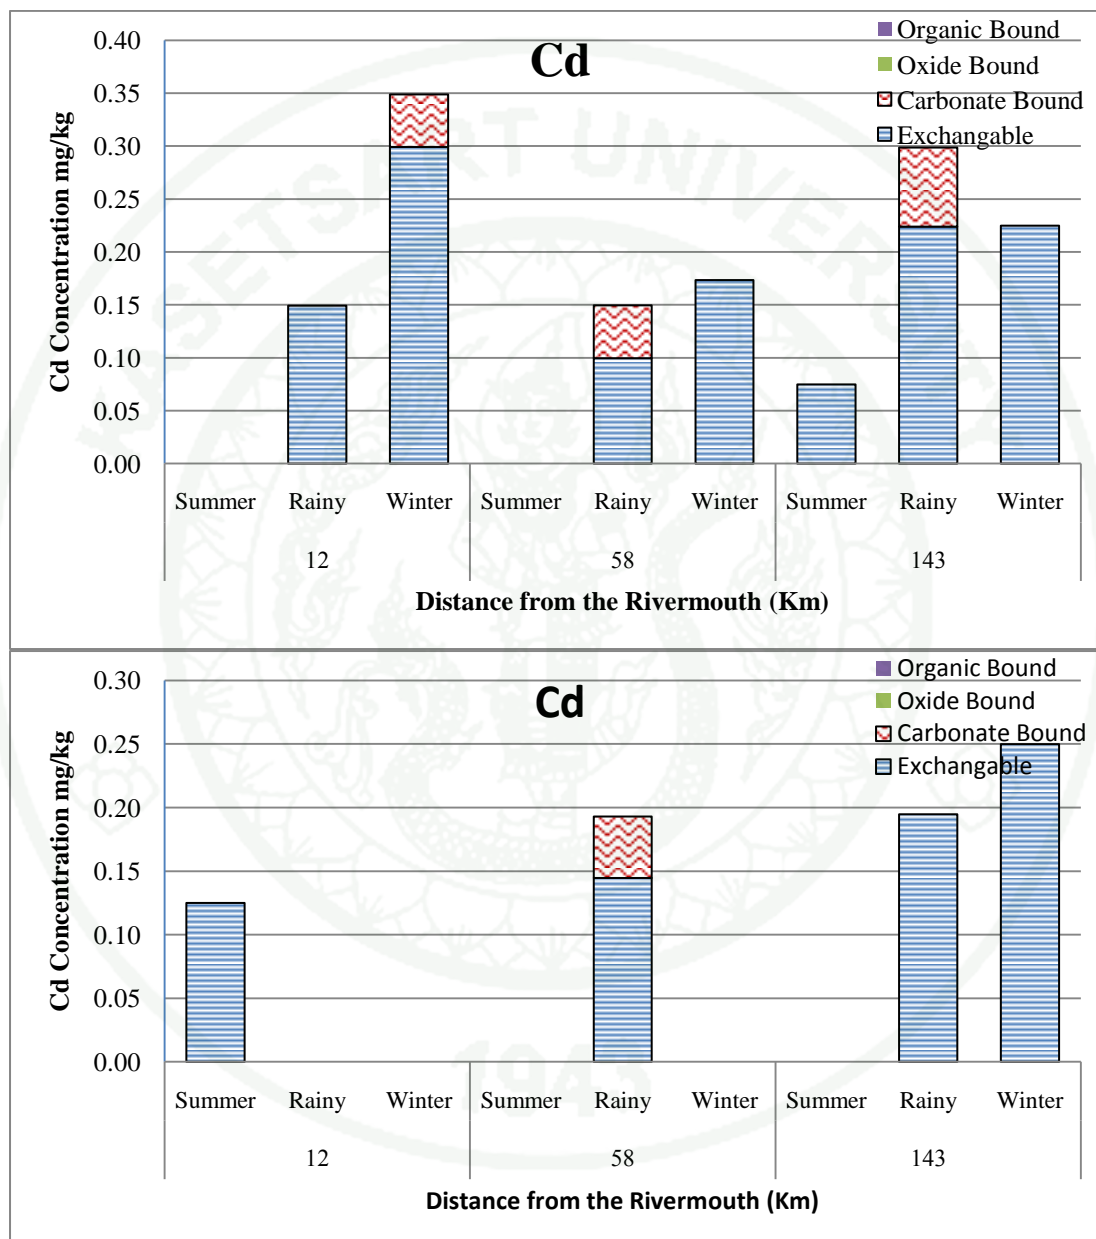 Cd
Organic Bound
Oxide Bound
Carbonate Bound
Exchangable
Cd Concentration mg/kg
0.40
0.35
0.30
0.25
0.20
0.15
0.10
0.05
0.00
Summer Rainy Winter Summer Rainy Winter Summer Rainy Winter
12 58 143
Distance from the Rivermouth (Km)
Cd
Organic Bound
Oxide Bound
Carbonate Bound
Exchangable
Cd Concentration mg/kg
0.30
0.25
0.20
0.15
0.10
0.05
0.00
Summer Rainy Winter Summer Rainy Winter Summer Rainy Winter
12 58 143
Distance from the Rivermouth (Km)
KASETSART UNIVERSITY
1943